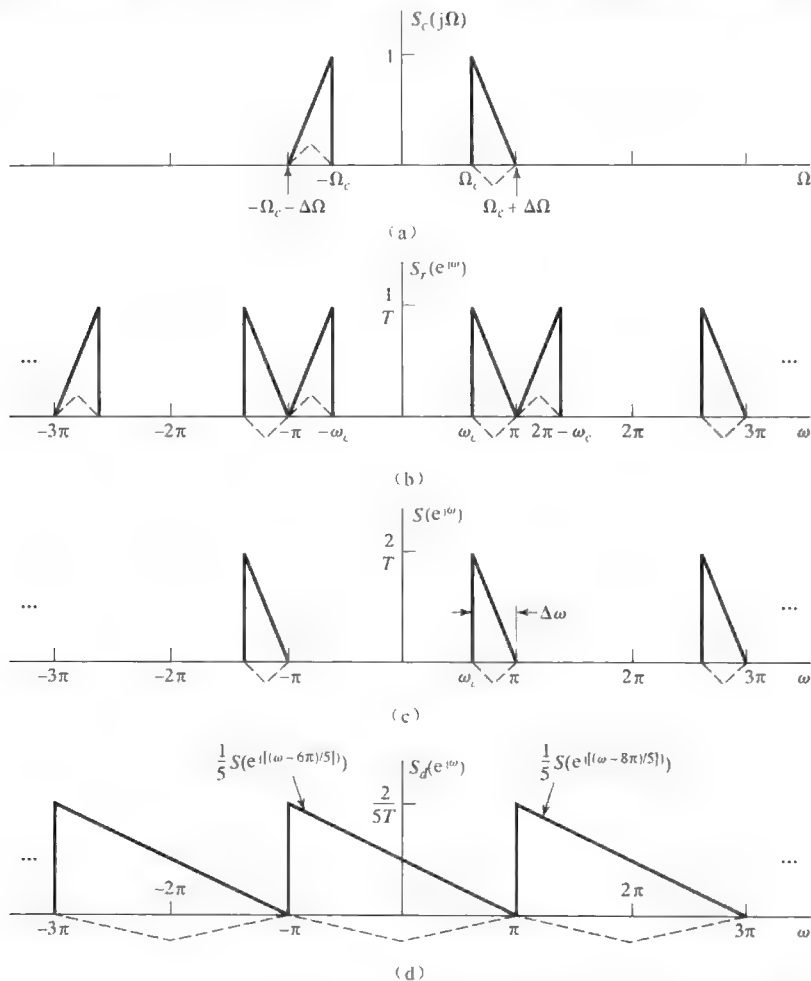 S_c(jΩ)
1
-Ω_c
Ω_c
Ω
-Ω_c - ΔΩ
Ω_c + ΔΩ
(a)
S_r(e^{jω})
1
T
...
...
-3π
-2π
-π
-ω_c
ω_c
π
2π-ω_c
2π
3π
ω
(b)
S(e^{jω})
2
T
...
...
Δω
-3π
-2π
-π
ω_c
π
2π
3π
ω
(c)
1/5 S(e^{j[(ω-6π)/5]})
S_d(e^{jω})
1/5 S(e^{j[(ω-8π)/5]})
2
5T
...
...
-2π
2π
-3π
-π
π
3π
ω
(d)